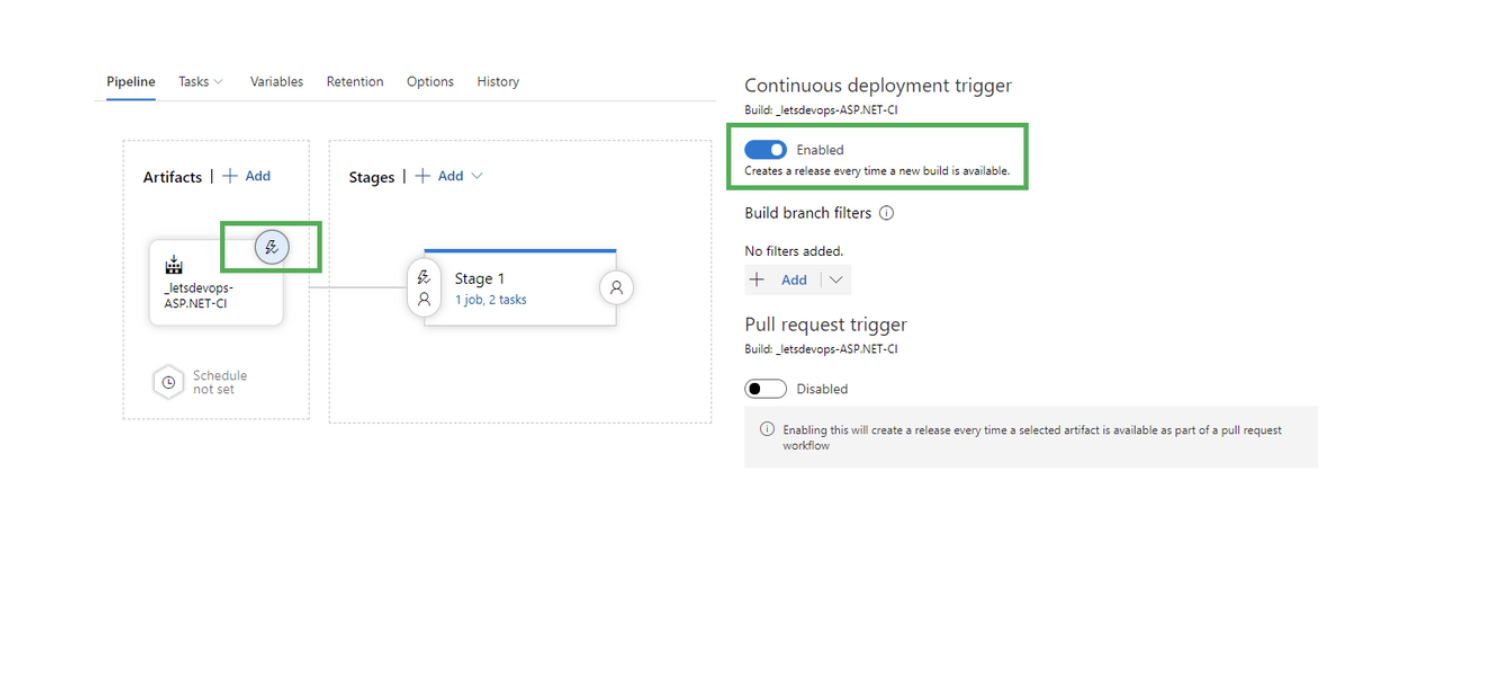 Pipeline Tasks Variables Retention Options History
Artifacts | + Add
Stages | + Add
_letsdevops-
ASP.NET-CI
Schedule
not set
Stage 1
1 job, 2 tasks
Continuous deployment trigger
Build: _letsdevops-ASP.NET-CI
Enabled
Creates a release every time a new build is available.
Build branch filters
No filters added.
+ Add
Pull request trigger
Build: _letsdevops-ASP.NET-CI
Disabled
Enabling this will create a release every time a selected artifact is available as part of a pull request
workflow